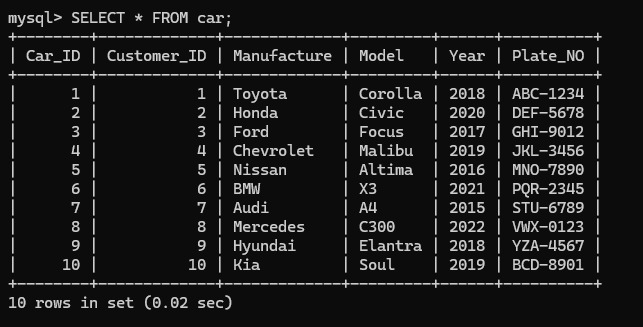 mysql> SELECT * FROM car;
+--------+-------------+-------------+---------+------+----------+
| Car_ID | Customer_ID | Manufacture | Model   | Year | Plate_NO |
+--------+-------------+-------------+---------+------+----------+
|      1 |           1 | Toyota      | Corolla | 2018 | ABC-1234 |
|      2 |           2 | Honda       | Civic   | 2020 | DEF-5678 |
|      3 |           3 | Ford        | Focus   | 2017 | GHI-9012 |
|      4 |           4 | Chevrolet   | Malibu  | 2019 | JKL-3456 |
|      5 |           5 | Nissan      | Altima  | 2016 | MNO-7890 |
|      6 |           6 | BMW         | X3      | 2021 | PQR-2345 |
|      7 |           7 | Audi        | A4      | 2015 | STU-6789 |
|      8 |           8 | Mercedes    | C300    | 2022 | VWX-0123 |
|      9 |           9 | Hyundai     | Elantra | 2018 | YZA-4567 |
|     10 |          10 | Kia         | Soul    | 2019 | BCD-8901 |
+--------+-------------+-------------+---------+------+----------+
10 rows in set (0.02 sec)